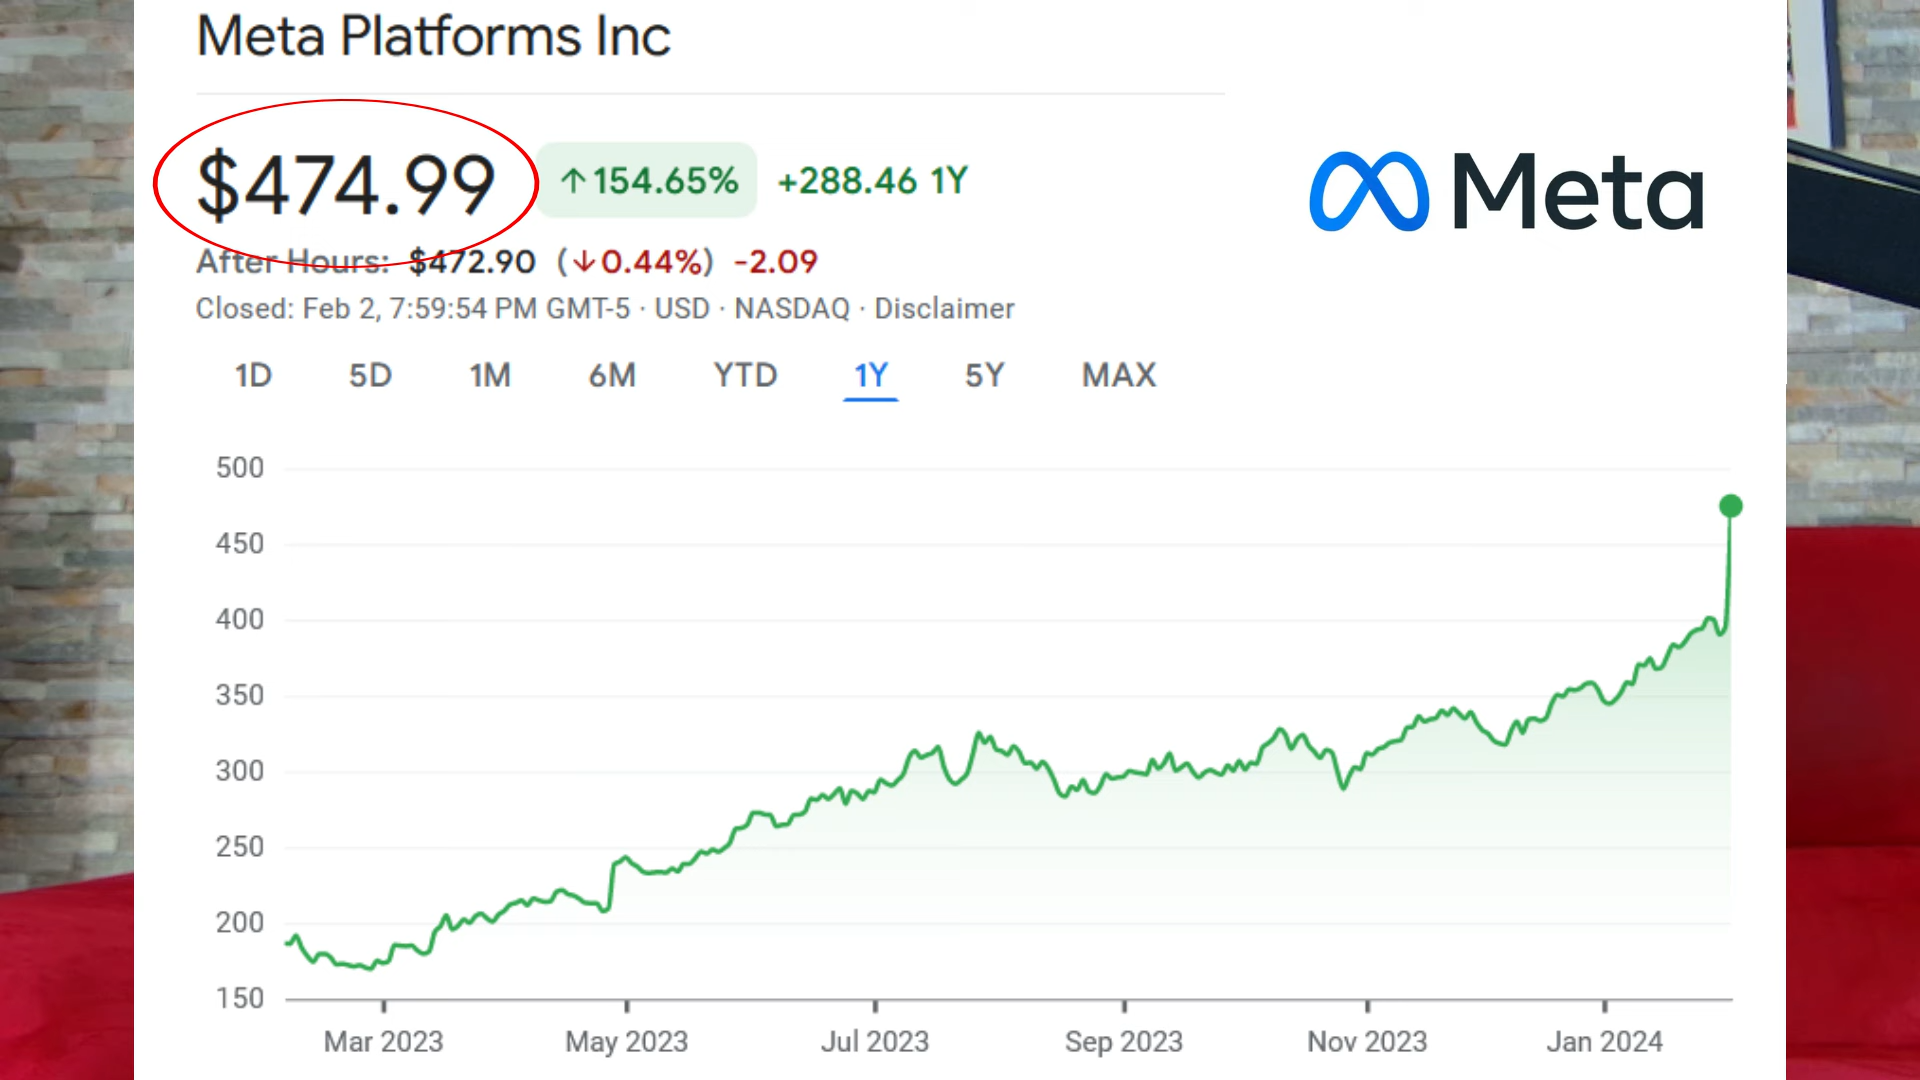 Meta Platforms Inc
$474.99 ↑154.65% +288.46 1Y
Meta
After Hours: $472.90 (↓0.44%) -2.09
Closed: Feb 2, 7:59:54 PM GMT-5 · USD · NASDAQ · Disclaimer
1D 5D 1M 6M YTD 1Y 5Y MAX
500
450
400
350
300
250
200
150
Mar 2023 May 2023 Jul 2023 Sep 2023 Nov 2023 Jan 2024